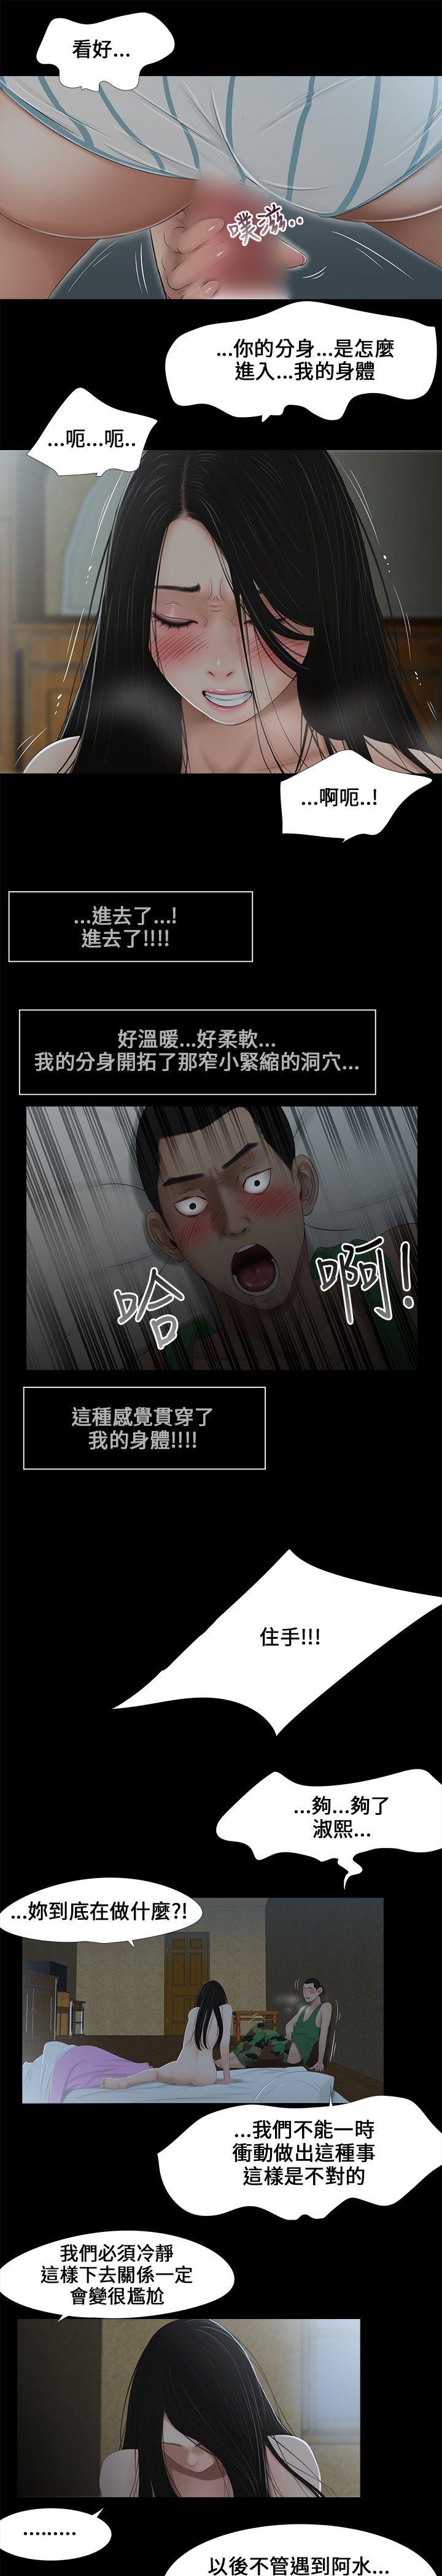 看好...
噗滋..
...你的分身...是怎麼
進入...我的身體
...呃...呃..
...啊呃..!
...進去了...!
進去了!!!!
好溫暖...好柔軟...
我的分身開拓了那窄小緊縮的洞穴...
哈
啊!
這種感覺貫穿了
我的身體!!!!
住手!!!
...夠...夠了
淑熙...
...妳到底在做什麼?!
...我們不能一時
衝動做出這種事
這樣是不對的
我們必須冷靜
這樣下去關係一定
會變很尷尬
.........
以後不管遇到阿水...